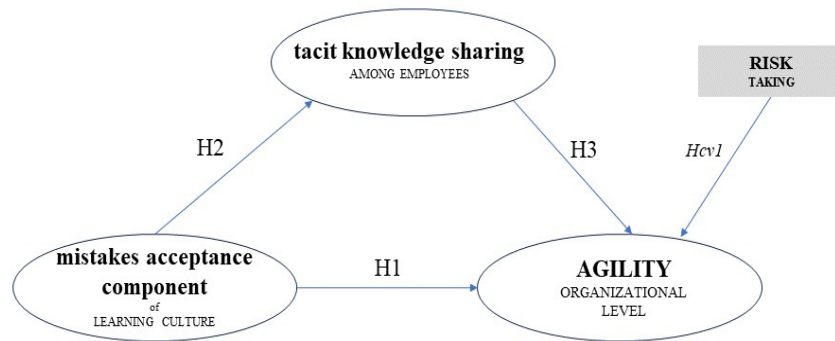 tacit knowledge sharing
AMONG EMPLOYEES
RISK
TAKING
H2
H3
Hcv1
mistakes acceptance
component
of
LEARNING CULTURE
H1
AGILITY
ORGANIZATIONAL
LEVEL